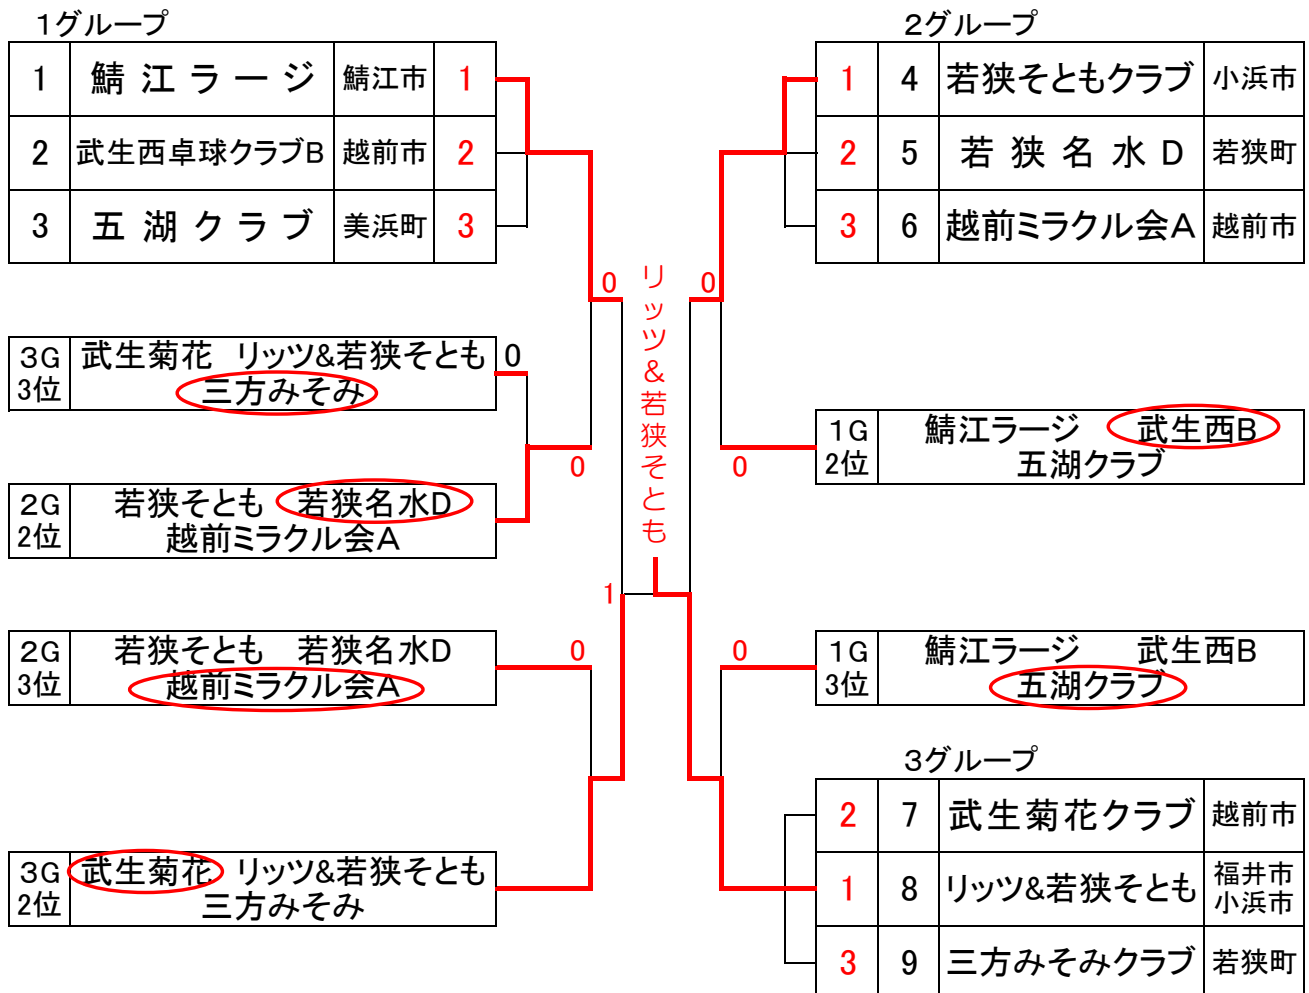 1グループ
1 鯖江ラージ 鯖江市 1
2 武生西卓球クラブB 越前市 2
3 五湖クラブ 美浜町 3
3G 武生菊花 リッツ&若狭そとも 0
3位 三方みそみ
0
0
2G 若狭そとも 若狭名水D
2位 越前ミラクル会A
1
2G 若狭そとも 若狭名水D 0
3位 越前ミラクル会A
3G 武生菊花 リッツ&若狭そとも
2位 三方みそみ
リッツ&若狭そとも
2グループ
1 4 若狭そともクラブ 小浜市
2 5 若狭名水D 若狭町
3 6 越前ミラクル会A 越前市
0
1G 鯖江ラージ 武生西B
2位 五湖クラブ
0
0 1G 鯖江ラージ 武生西B
3位 五湖クラブ
3グループ
2 7 武生菊花クラブ 越前市
1 8 リッツ&若狭そとも 福井市
小浜市
3 9 三方みそみクラブ 若狭町